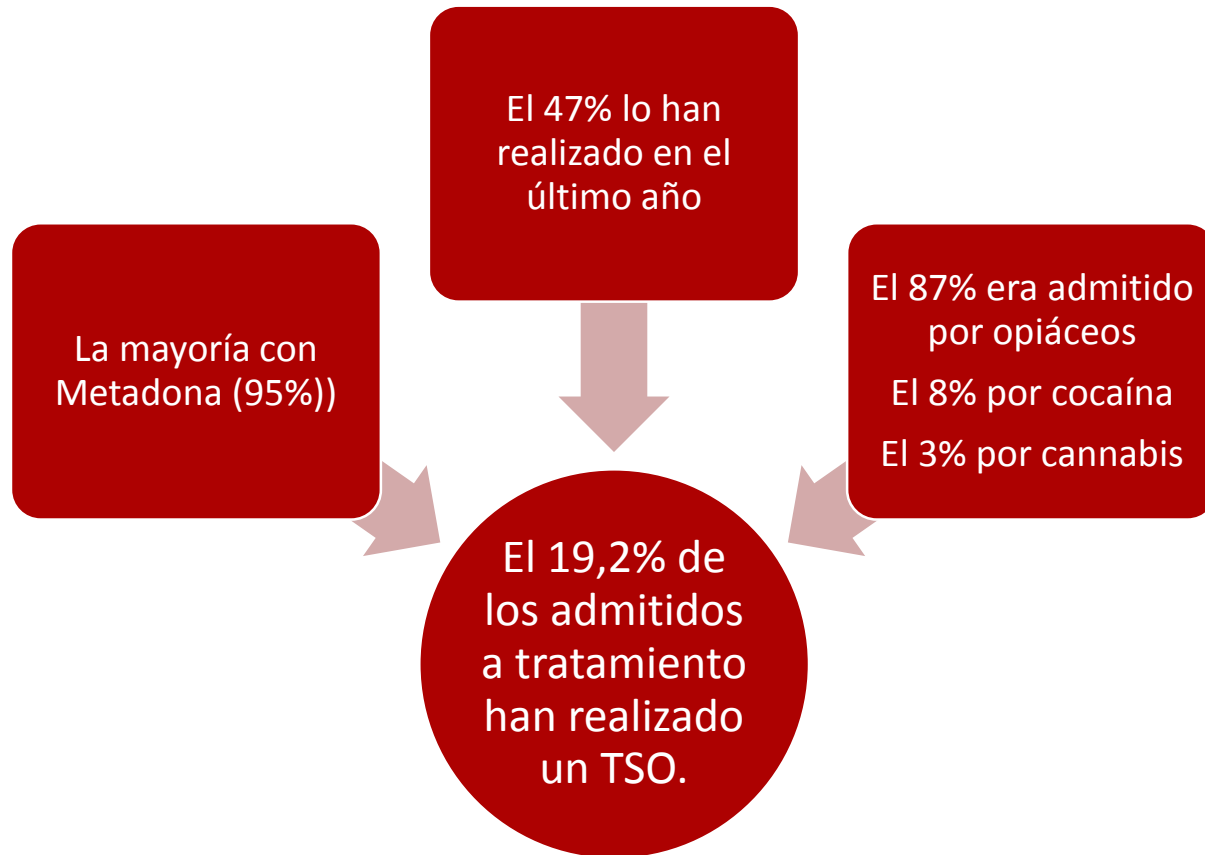 El 47% lo han
realizado en el
último año
La mayoría con
Metadona (95%))
El 87% era admitido
por opiáceos
El 8% por cocaína
El 3% por cannabis
El 19,2% de
los admitidos
a tratamiento
han realizado
un TSO.